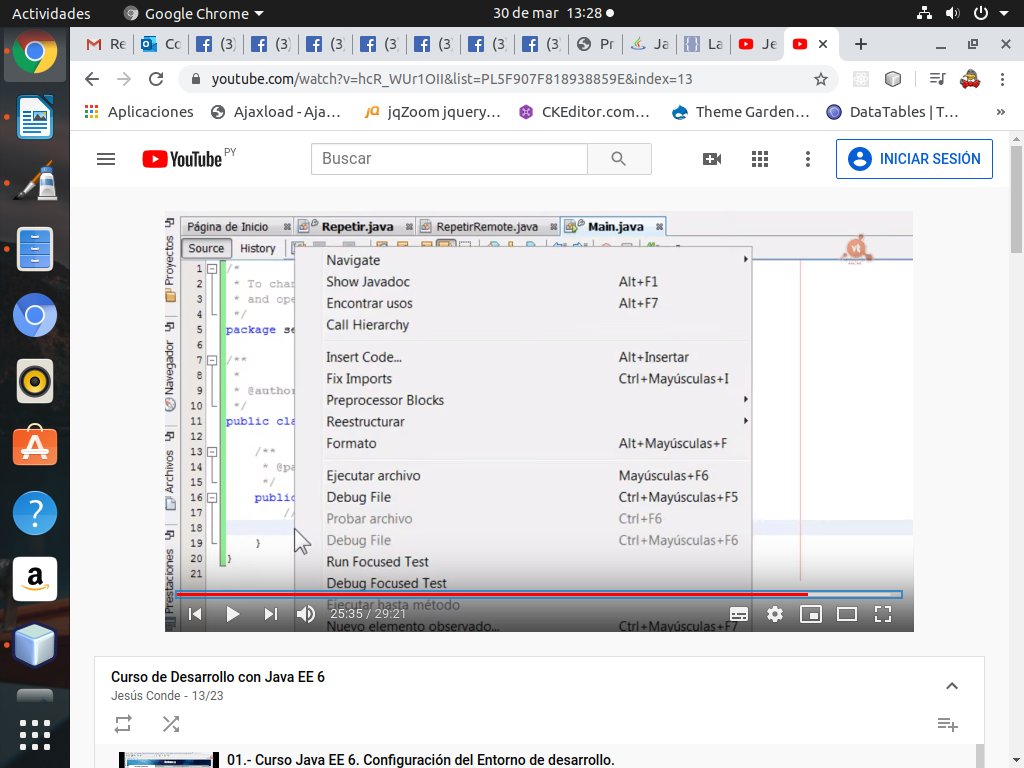 Actividades Google Chrome 30 de mar 13:28
Re Co (3) (3) (3) (3) (3) (3) (3) Pr Ja La Je
youtube.com/watch?v=hcR_WUr1OII&list=PL5F907F818938859E&index=13
Aplicaciones Ajaxload - Aja... jqZoom jquery... CKEditor.com... Theme Garden... DataTables | T... »
YouTube PY Buscar INICIAR SESIÓN
Página de Inicio Repetir.java RepetirRemote.java Main.java
Source History
Proyectos
Navegador
Archivos
Prestaciones
1 /*
2 * To chan
3 * and ope
4 */
5 package se
6
7 /**
8 *
9 * @author
10 */
11 public cla
12
13 /**
14 * @pa
15 */
16 public
17 //
18
19 }
20 }
21
Navigate
Show Javadoc Alt+F1
Encontrar usos Alt+F7
Call Hierarchy
Insert Code... Alt+Insertar
Fix Imports Ctrl+Mayúsculas+I
Preprocessor Blocks
Reestructurar
Formato Alt+Mayúsculas+F
Ejecutar archivo Mayúsculas+F6
Debug File Ctrl+Mayúsculas+F5
Probar archivo Ctrl+F6
Debug File Ctrl+Mayúsculas+F6
Run Focused Test
Debug Focused Test
Ejecutar hasta método
Nuevo elemento observado... Ctrl+Mayúsculas+F7
vt
25:35 / 29:21
Curso de Desarrollo con Java EE 6
Jesús Conde - 13/23
01.- Curso Java EE 6. Configuración del Entorno de desarrollo.